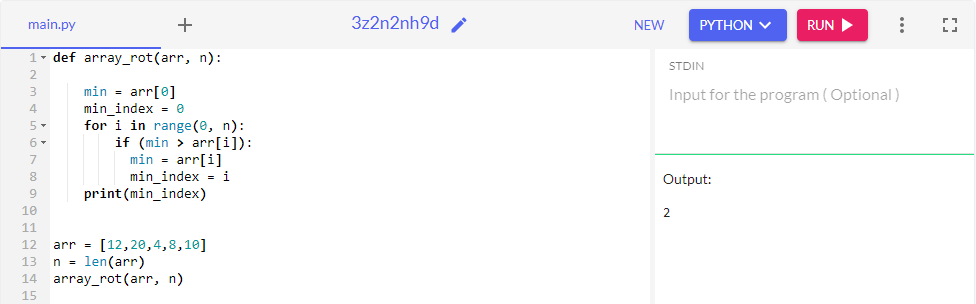 main.py + 3z2n2nh9d NEW PYTHON RUN
1 def array_rot(arr, n): STDIN
2
3     min = arr[0] Input for the program ( Optional )
4     min_index = 0
5     for i in range(0, n):
6         if (min > arr[i]):
7           min = arr[i]
8           min_index = i Output:
9     print(min_index)
10 2
11
12 arr = [12,20,4,8,10]
13 n = len(arr)
14 array_rot(arr, n)
15